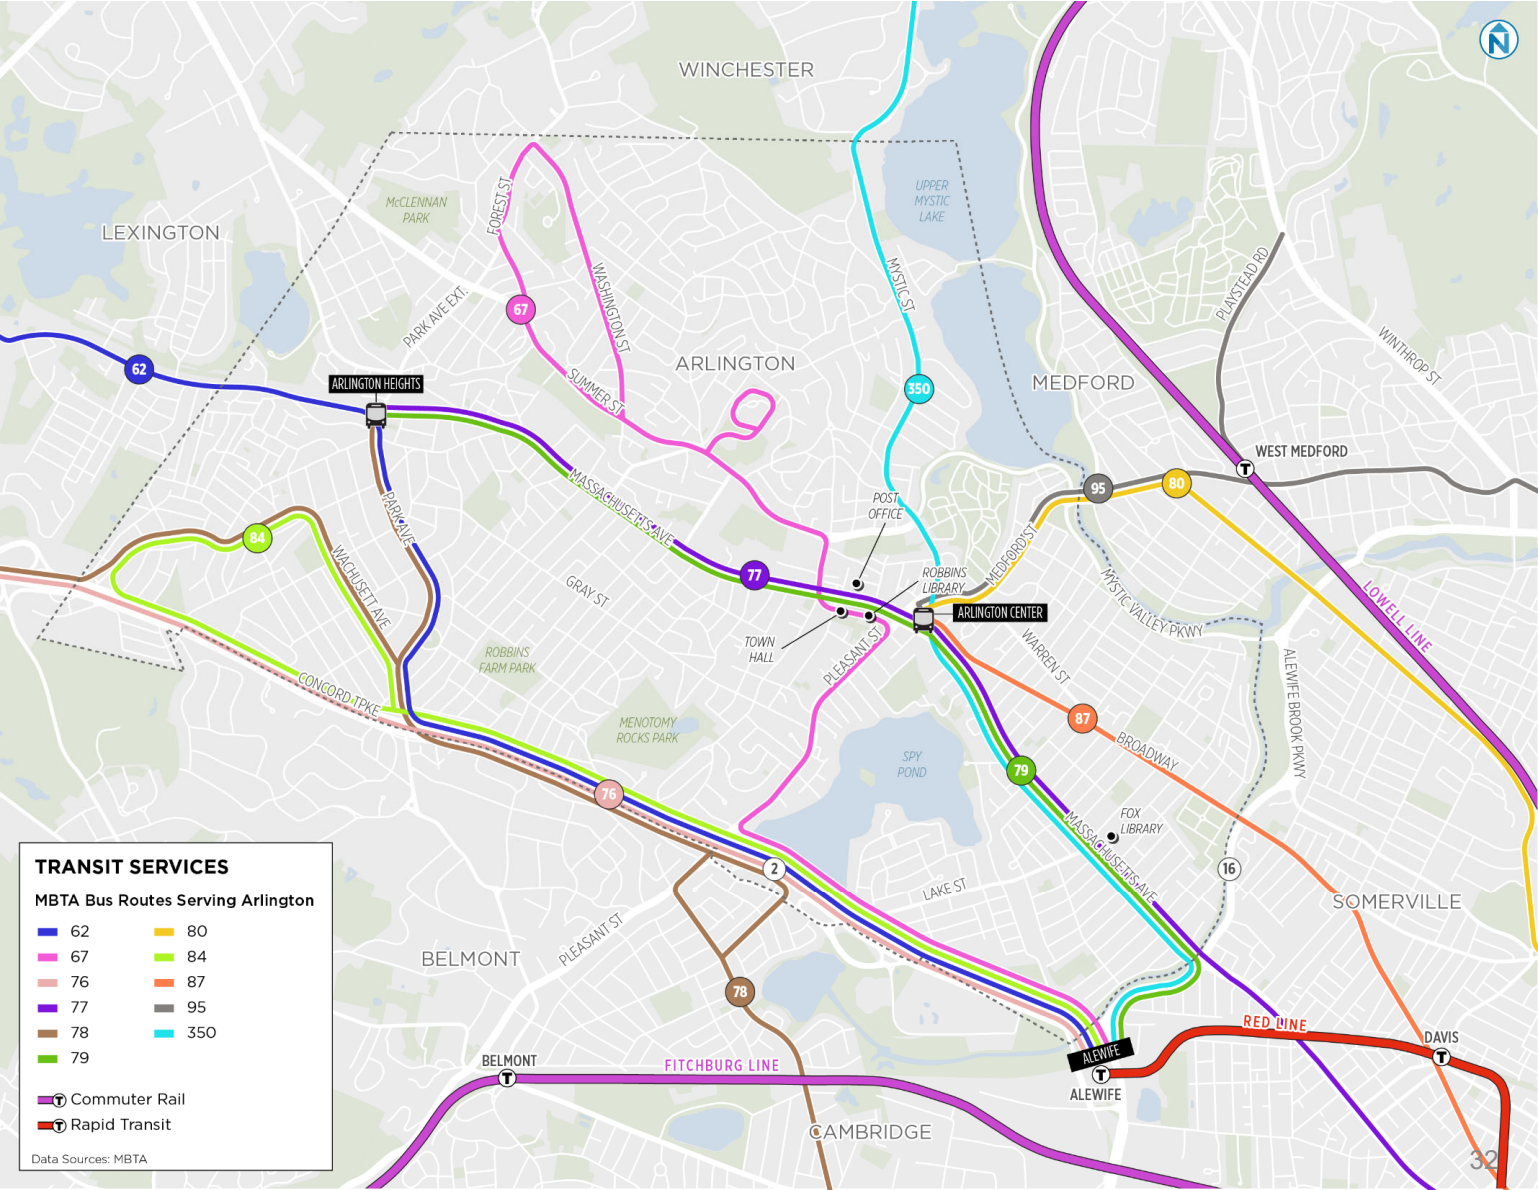 N
WINCHESTER
UPPER
MYSTIC
LAKE
McCLENNAN
PARK
FOREST ST
LEXINGTON
WASHINGTON ST
MYSTIC ST
PLAYSTEAD RD
PARK AVE EXT.
67
WINTHROP ST
62
ARLINGTON
SUMMER ST
350
MEDFORD
ARLINGTON HEIGHTS
WEST MEDFORD
T
95
80
MASSACHUSETTS AVE
POST
OFFICE
PARK AVE
84
MEDFORD ST
WACHUSETT AVE
77
ROBBINS
LIBRARY
GRAY ST
MYSTIC VALLEY PKWY
LOWELL LINE
ARLINGTON CENTER
TOWN
HALL
PLEASANT ST
WARREN ST
ROBBINS
FARM PARK
ALEWIFE BROOK PKWY
CONCORD TPKE
MENOTOMY
ROCKS PARK
87
BROADWAY
SPY
POND
79
76
FOX
LIBRARY
MASSACHUSETTS AVE
2
16
LAKE ST
SOMERVILLE
PLEASANT ST
BELMONT
78
RED LINE
DAVIS
T
ALEWIFE
T
ALEWIFE
BELMONT
T
FITCHBURG LINE
CAMBRIDGE
TRANSIT SERVICES
MBTA Bus Routes Serving Arlington
62
67
76
77
78
79
80
84
87
95
350
T Commuter Rail
T Rapid Transit
Data Sources: MBTA
32